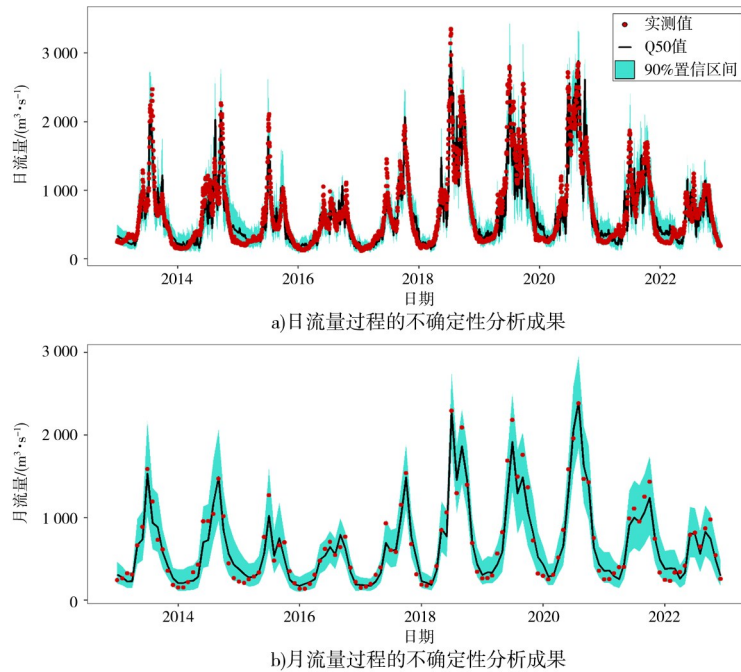 实测值
Q50值
90%置信区间
日流量/(m³•s⁻¹)
3 000
2 000
1 000
0
2014
2016
2018
2020
2022
日期
a)日流量过程的不确定性分析成果
月流量/(m³•s⁻¹)
3 000
2 000
1 000
0
2014
2016
2018
2020
2022
日期
b)月流量过程的不确定性分析成果